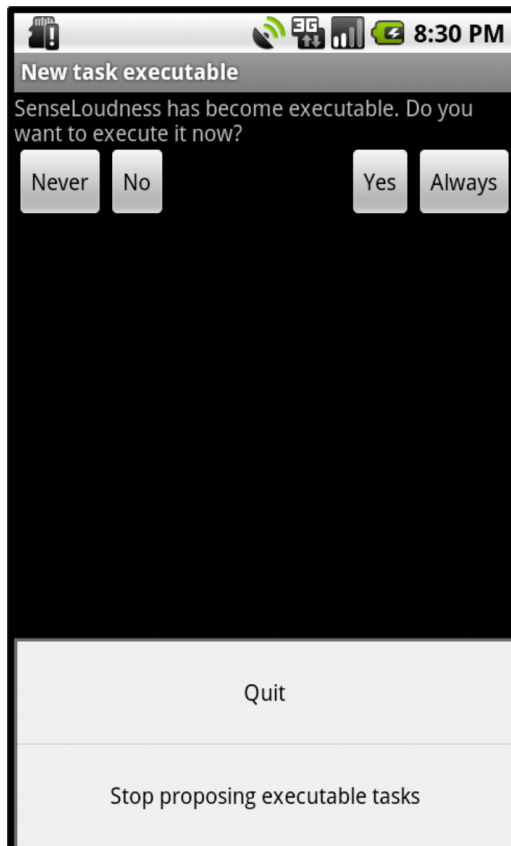 3G 8:30 PM
New task executable
SenseLoudness has become executable. Do you
want to execute it now?
Never No Yes Always
Quit
Stop proposing executable tasks